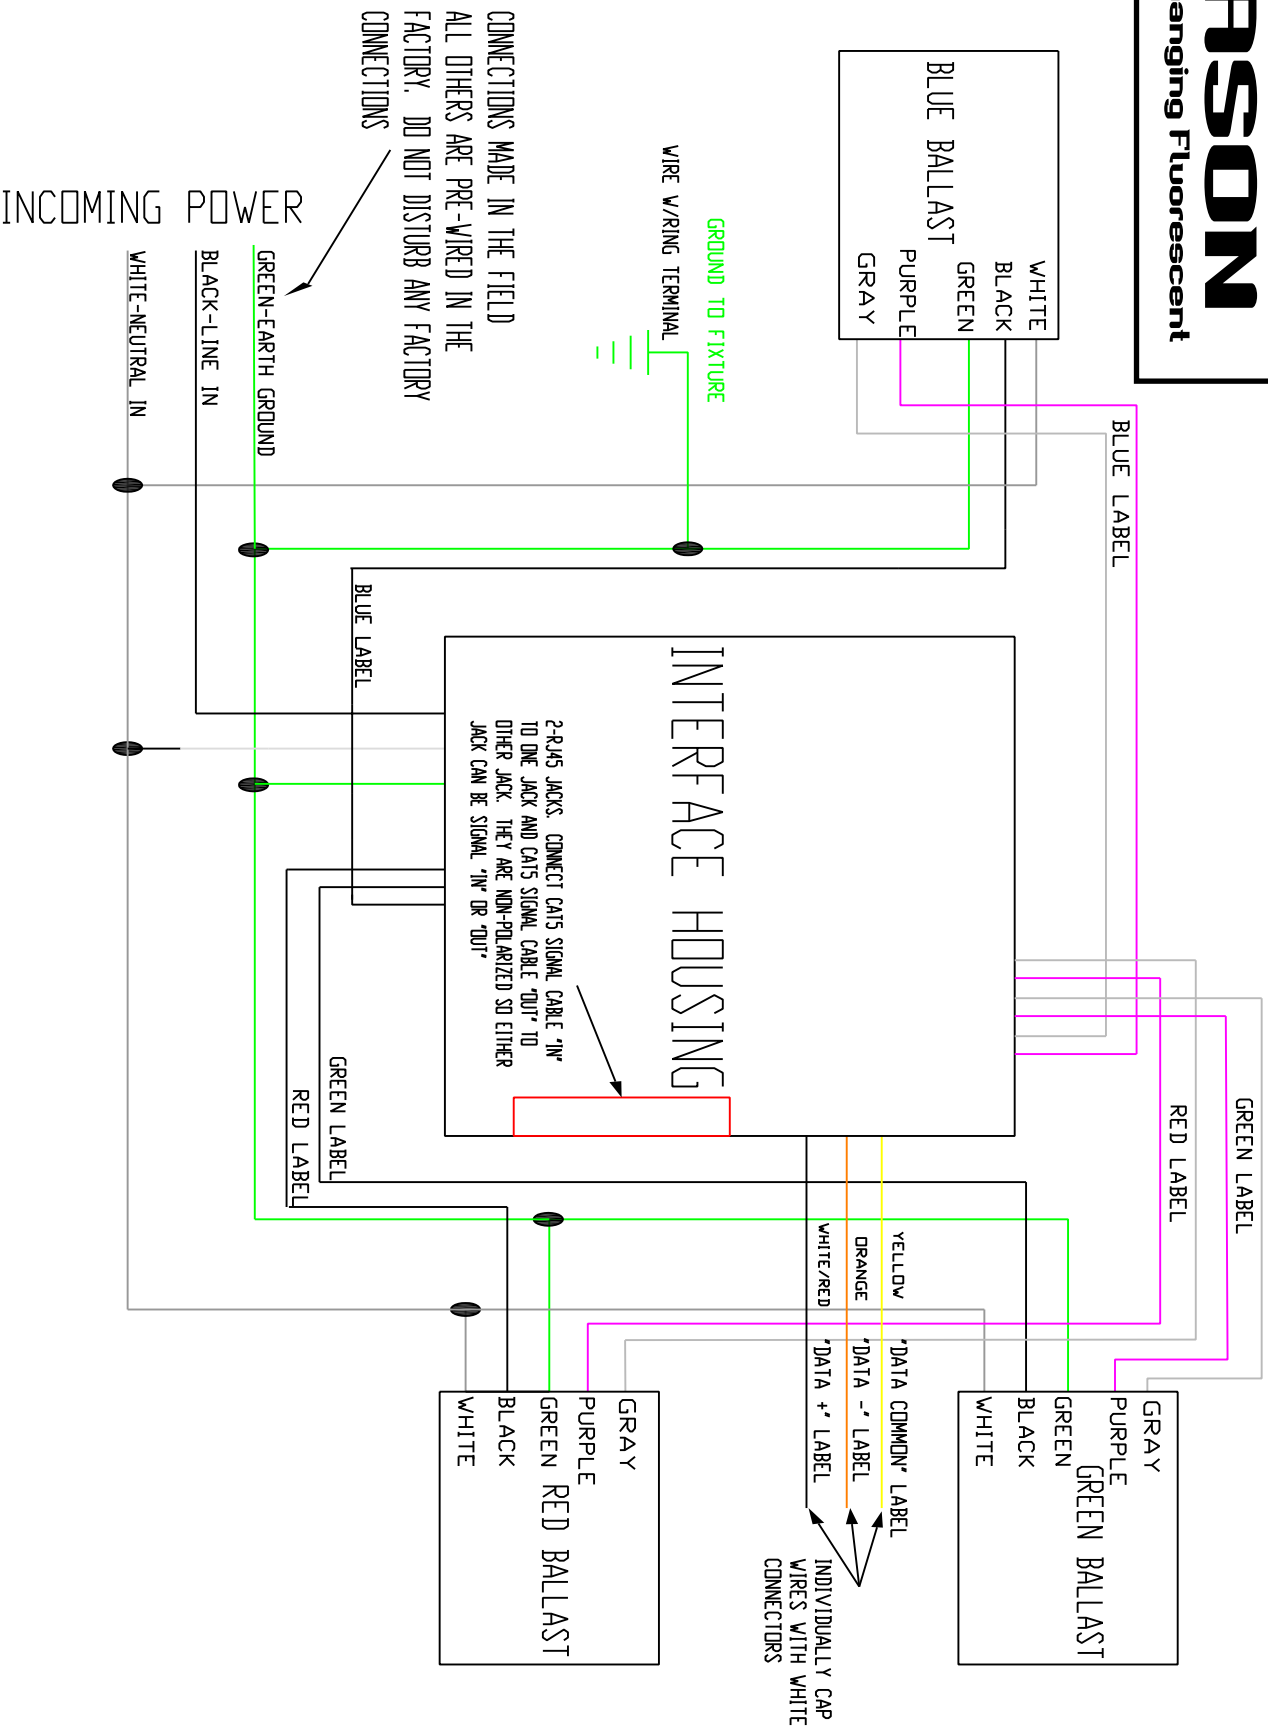 ASON
anging Fluorescent
BLUE BALLAST
WHITE
BLACK
GREEN
PURPLE
GRAY
BLUE LABEL
GROUND TO FIXTURE
WIRE W/RING TERMINAL
CONNECTIONS MADE IN THE FIELD
ALL OTHERS ARE PRE-WIRED IN THE
FACTORY. DO NOT DISTURB ANY FACTORY
CONNECTIONS
INCOMING POWER
GREEN-EARTH GROUND
BLACK-LINE IN
WHITE-NEUTRAL IN
BLUE LABEL
INTERFACE HOUSING
2-RJ45 JACKS. CONNECT CAT5 SIGNAL CABLE "IN"
TO ONE JACK AND CAT5 SIGNAL CABLE "OUT" TO
OTHER JACK. THEY ARE NON-POLARIZED SO EITHER
JACK CAN BE SIGNAL "IN" OR "OUT"
GREEN LABEL
RED LABEL
GREEN LABEL
RED LABEL
YELLOW "DATA COMMON" LABEL
ORANGE "DATA -" LABEL
WHITE/RED "DATA +" LABEL
INDIVIDUALLY CAP
WIRES WITH WHITE
CONNECTORS
GRAY
PURPLE
GREEN
BLACK
WHITE
GREEN BALLAST
GRAY
PURPLE
GREEN
BLACK
WHITE
RED BALLAST